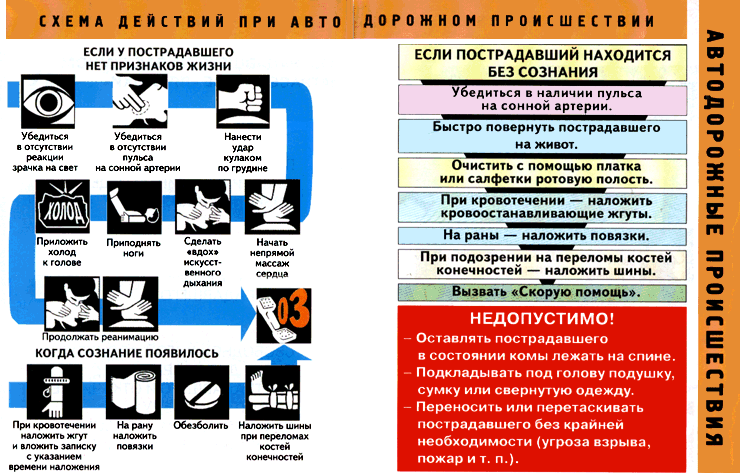 СХЕМА ДЕЙСТВИЙ ПРИ АВТО ДОРОЖНОМ ПРОИСШЕСТВИИ
ЕСЛИ У ПОСТРАДАВШЕГО
НЕТ ПРИЗНАКОВ ЖИЗНИ
Убедиться
в отсутствии
реакции
зрачка на свет
Убедиться
в отсутствии
пульса
на сонной артерии
Нанести
удар
кулаком
по грудине
ХОЛОД
Приложить
холод
к голове
Приподнять
ноги
Сделать
«вдох»
искусст-
венного
дыхания
Начать
непрямой
массаж
сердца
Продолжать реанимацию
03
КОГДА СОЗНАНИЕ ПОЯВИЛОСЬ
При кровотечении
наложить жгут
и вложить записку
с указанием
времени наложения
На рану
наложить
повязки
Обезболить
Наложить шины
при переломах
костей
конечностей
ЕСЛИ ПОСТРАДАВШИЙ НАХОДИТСЯ
БЕЗ СОЗНАНИЯ
Убедиться в наличии пульса
на сонной артерии.
Быстро повернуть пострадавшего
на живот.
Очистить с помощью платка
или салфетки ротовую полость.
При кровотечении — наложить
кровоостанавливающие жгуты.
На раны — наложить повязки.
При подозрении на переломы костей
конечностей — наложить шины.
Вызвать «Скорую помощь».
НЕДОПУСТИМО!
– Оставлять пострадавшего
в состоянии комы лежать на спине.
– Подкладывать под голову подушку,
сумку или свернутую одежду.
– Переносить или перетаскивать
пострадавшего без крайней
необходимости (угроза взрыва,
пожар и т. п.).
АВТОДОРОЖНЫЕ ПРОИСШЕСТВИЯ